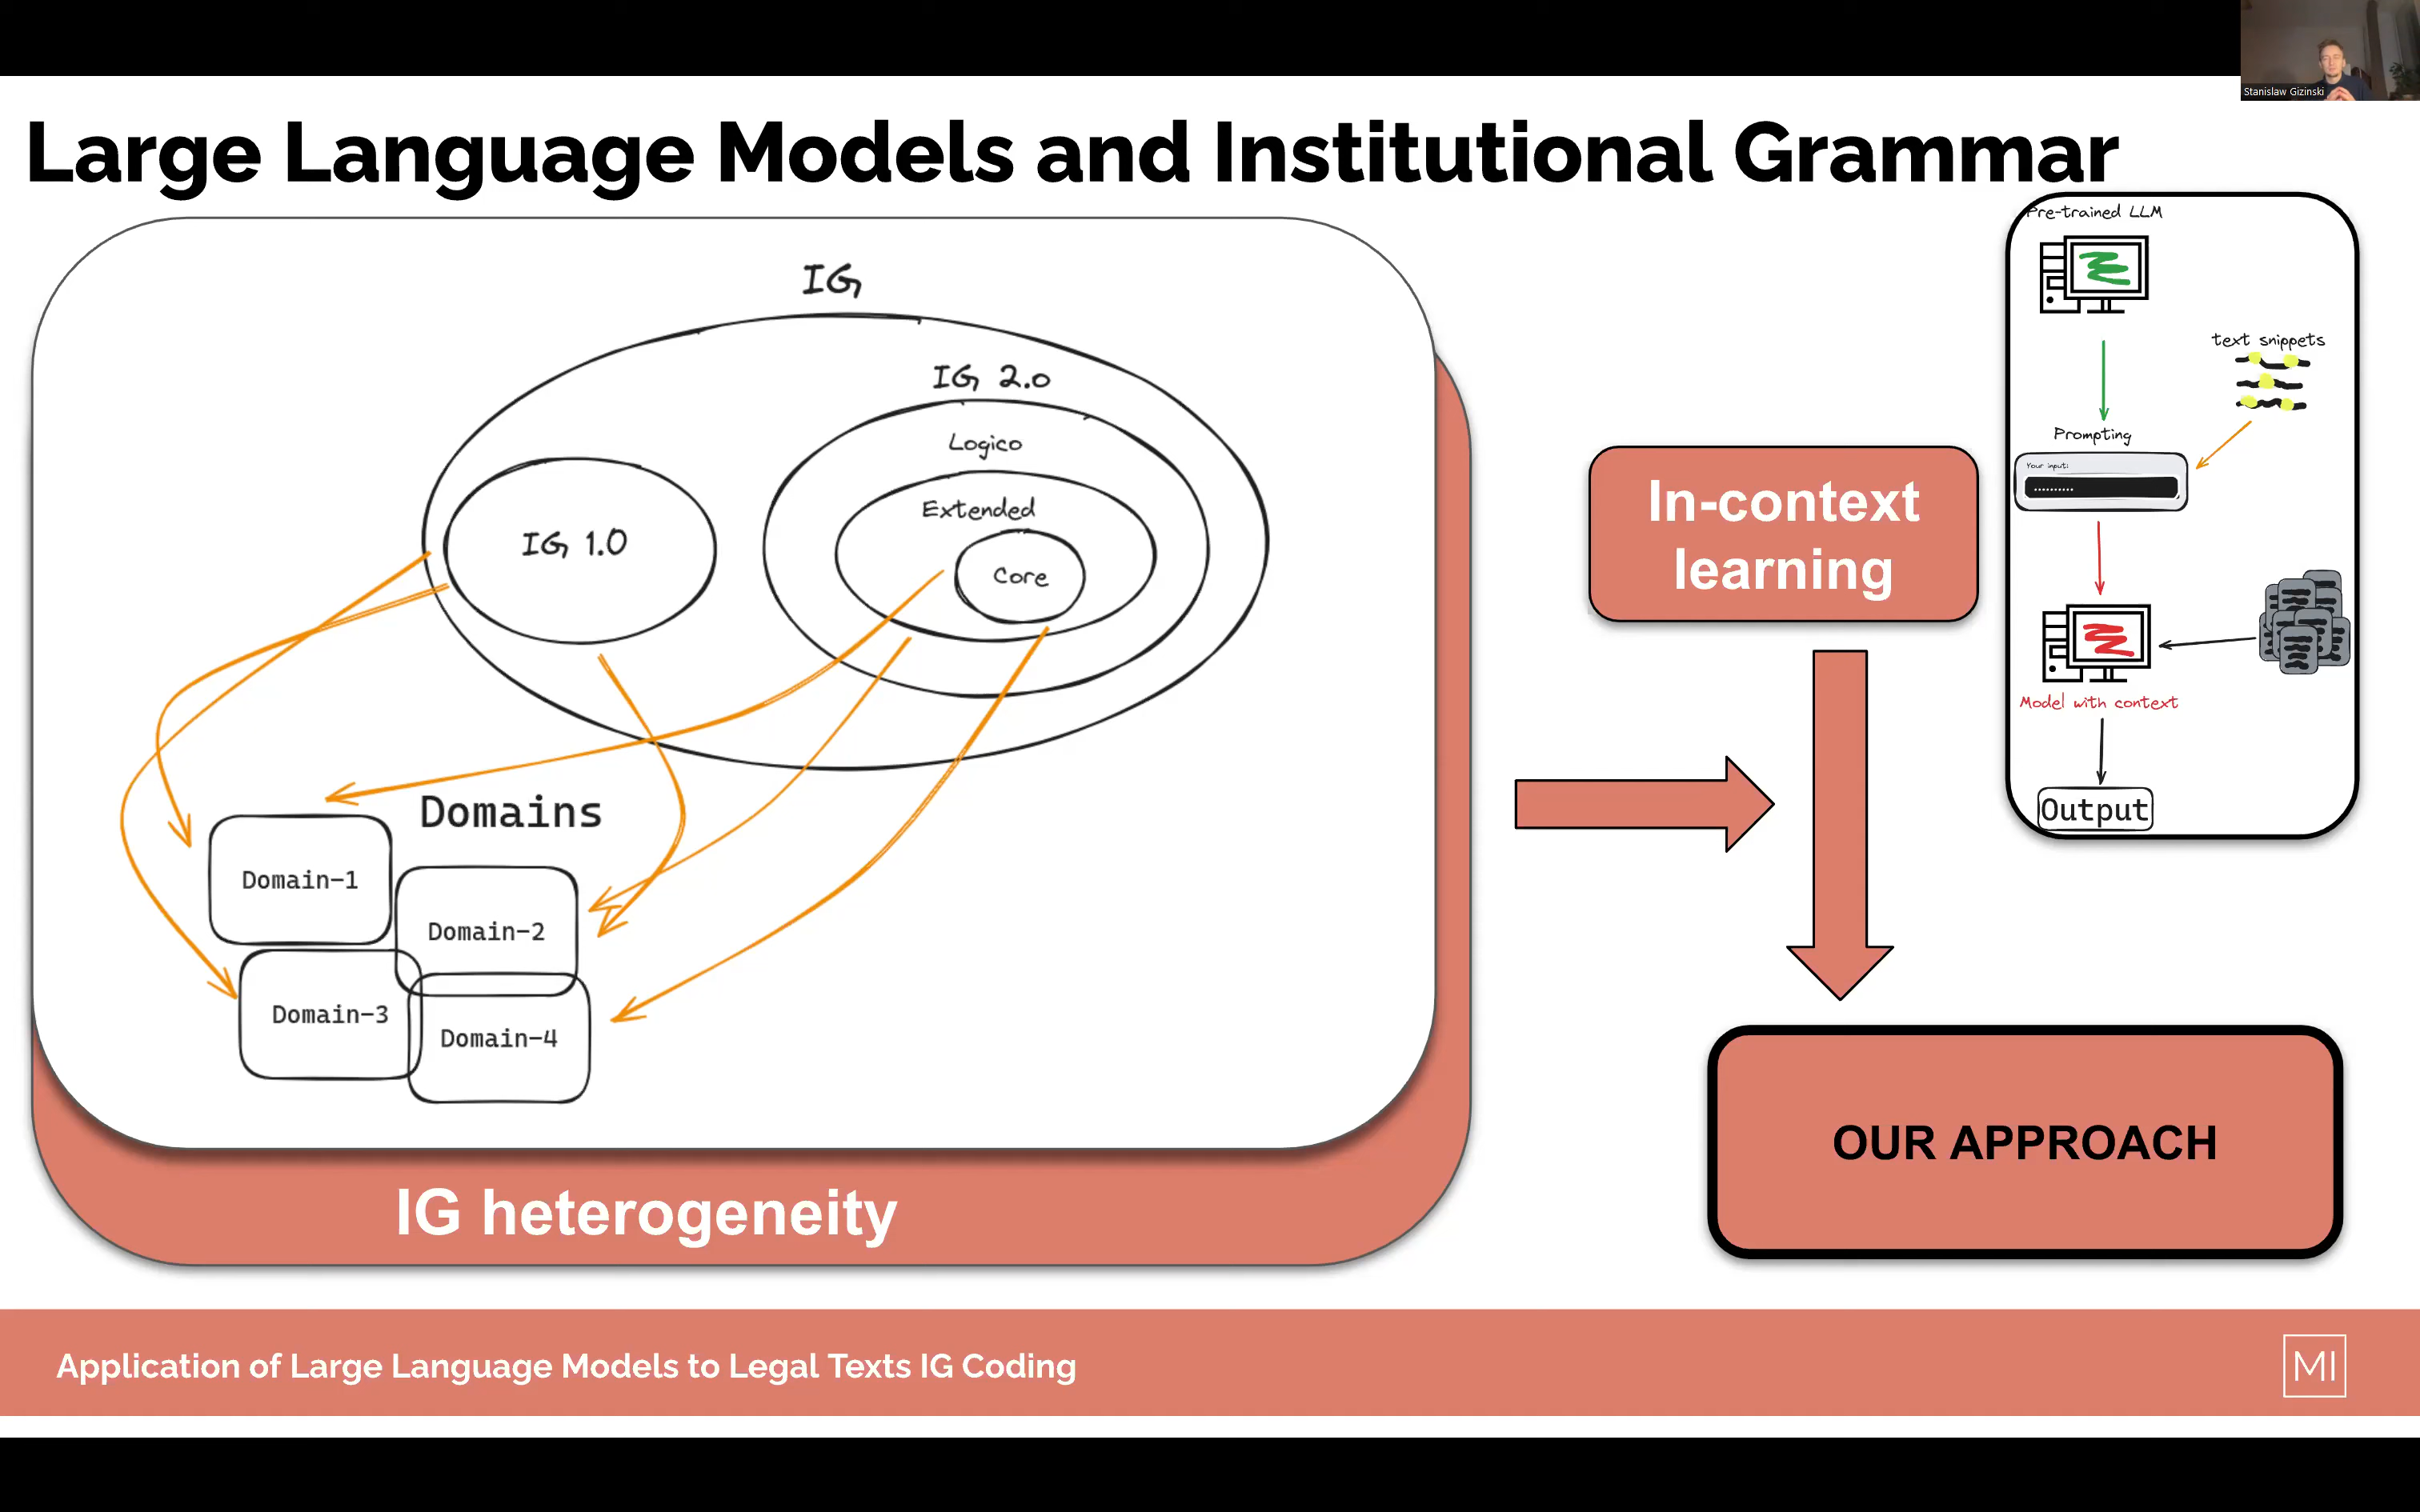 Stanislaw Gizinski
Large Language Models and Institutional Grammar
IG
IG 2.0
Logico
Extended
Core
IG 1.0
Domains
Domain-1
Domain-2
Domain-3
Domain-4
IG heterogeneity
In-context
learning
Pre-trained LLM
text snippets
Prompting
Your input:
Model with context
Output
OUR APPROACH
Application of Large Language Models to Legal Texts IG Coding
MI